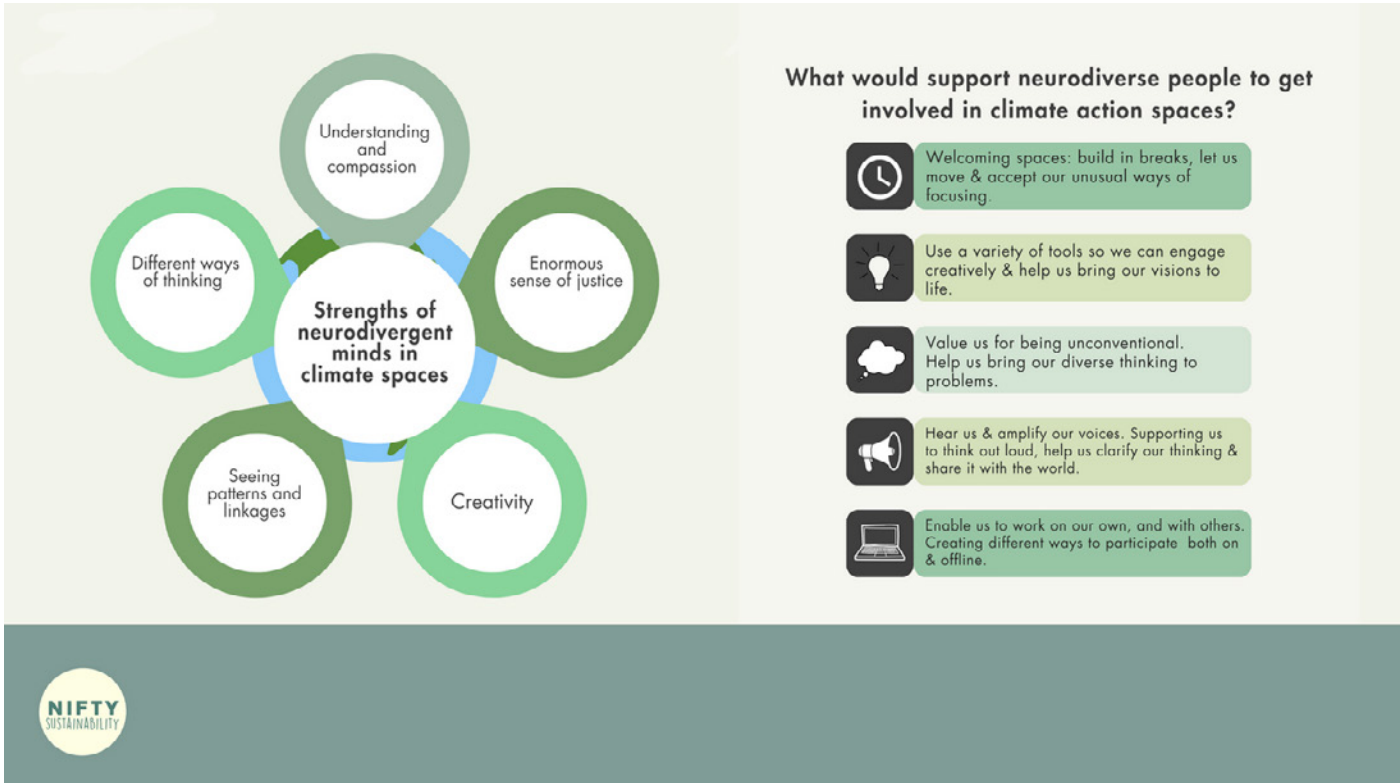 Understanding
and
compassion
Different ways
of thinking
Enormous
sense of justice
Strengths of
neurodivergent
minds in
climate spaces
Seeing
patterns and
linkages
Creativity
What would support neurodiverse people to get
involved in climate action spaces?
Welcoming spaces: build in breaks, let us
move & accept our unusual ways of
focusing.
Use a variety of tools so we can engage
creatively & help us bring our visions to
life.
Value us for being unconventional.
Help us bring our diverse thinking to
problems.
Hear us & amplify our voices. Supporting us
to think out loud, help us clarify our thinking &
share it with the world.
Enable us to work on our own, and with others.
Creating different ways to participate both on
& offline.
NIFTY
SUSTAINABILITY